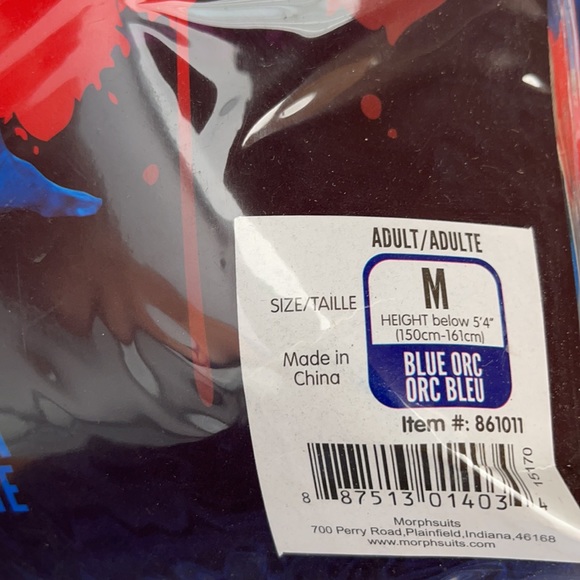 ADULT/ADULTE
SIZE/TAILLE
M
HEIGHT below 5'4"
(150cm-161cm)
Made in
China
BLUE ORC
ORC BLEU
Item #: 861011
15170
8 87513 01403 4
Morphsuits
700 Perry Road,Plainfield,Indiana,46168
www.morphsuits.com